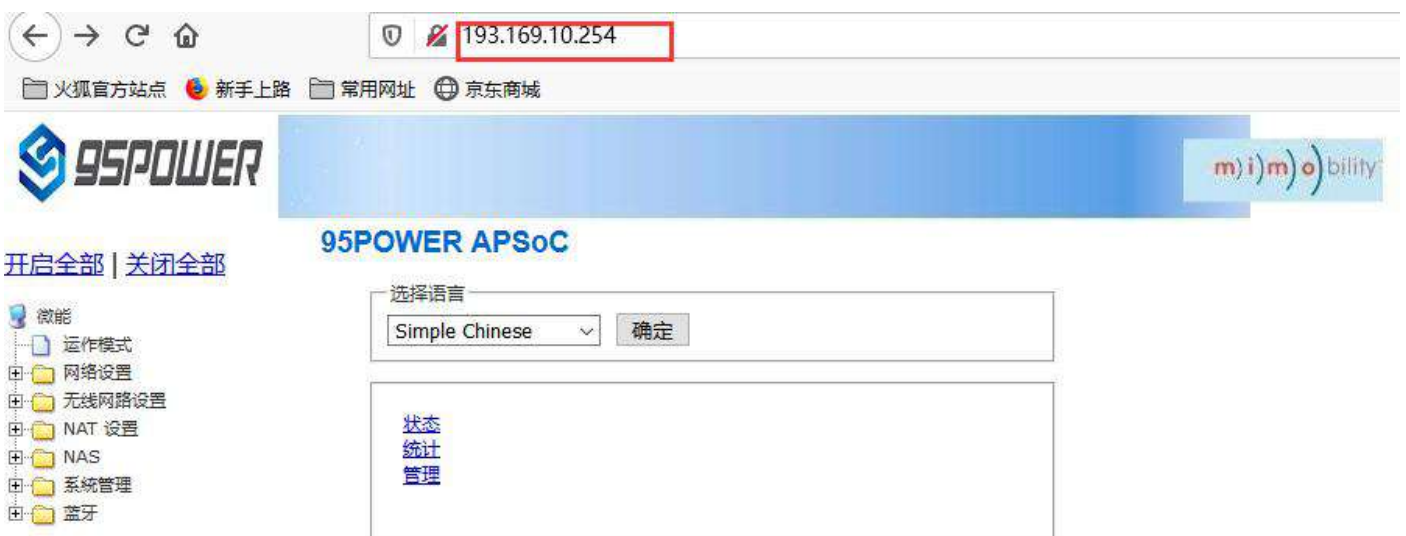 193.169.10.254
火狐官方站点 新手上路 常用网址 京东商城
95POWER
m)i)m)o)bility
95POWER APSoC
开启全部 | 关闭全部
选择语言
Simple Chinese 确定
微能
运作模式
网络设置
无线网路设置
NAT 设置
NAS
系统管理
蓝牙
状态
统计
管理